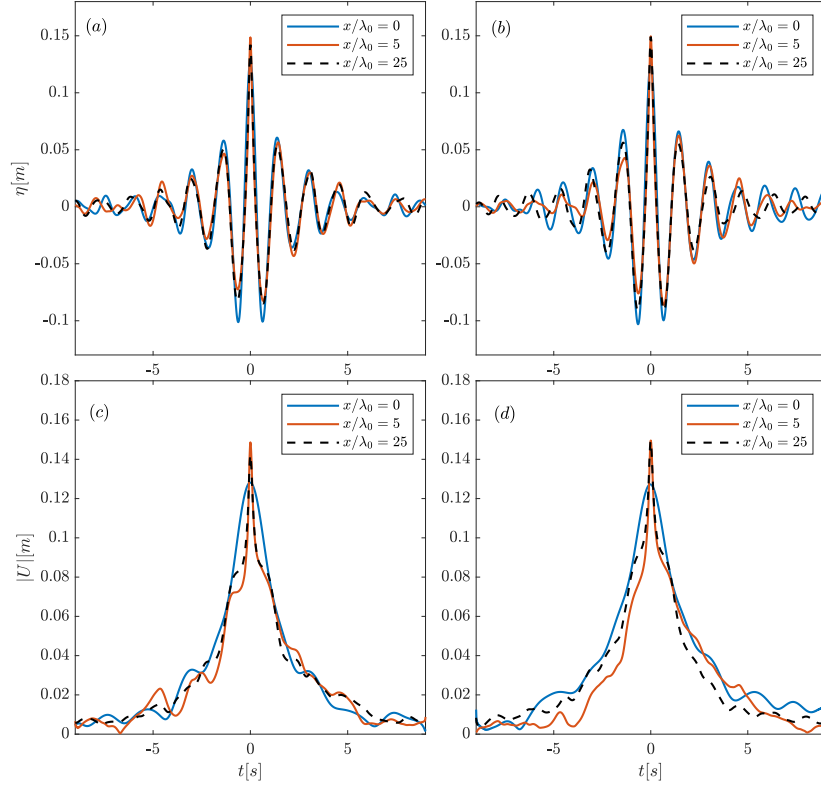 (a)
x/λ₀ = 0
x/λ₀ = 5
x/λ₀ = 25
0.15
0.1
0.05
0
-0.05
-0.1
η[m]
-5
0
5
(b)
x/λ₀ = 0
x/λ₀ = 5
x/λ₀ = 25
0.15
0.1
0.05
0
-0.05
-0.1
-5
0
5
(c)
x/λ₀ = 0
x/λ₀ = 5
x/λ₀ = 25
0.18
0.16
0.14
0.12
0.1
0.08
0.06
0.04
0.02
0
|U|[m]
-5
0
5
t[s]
(d)
x/λ₀ = 0
x/λ₀ = 5
x/λ₀ = 25
0.18
0.16
0.14
0.12
0.1
0.08
0.06
0.04
0.02
0
-5
0
5
t[s]